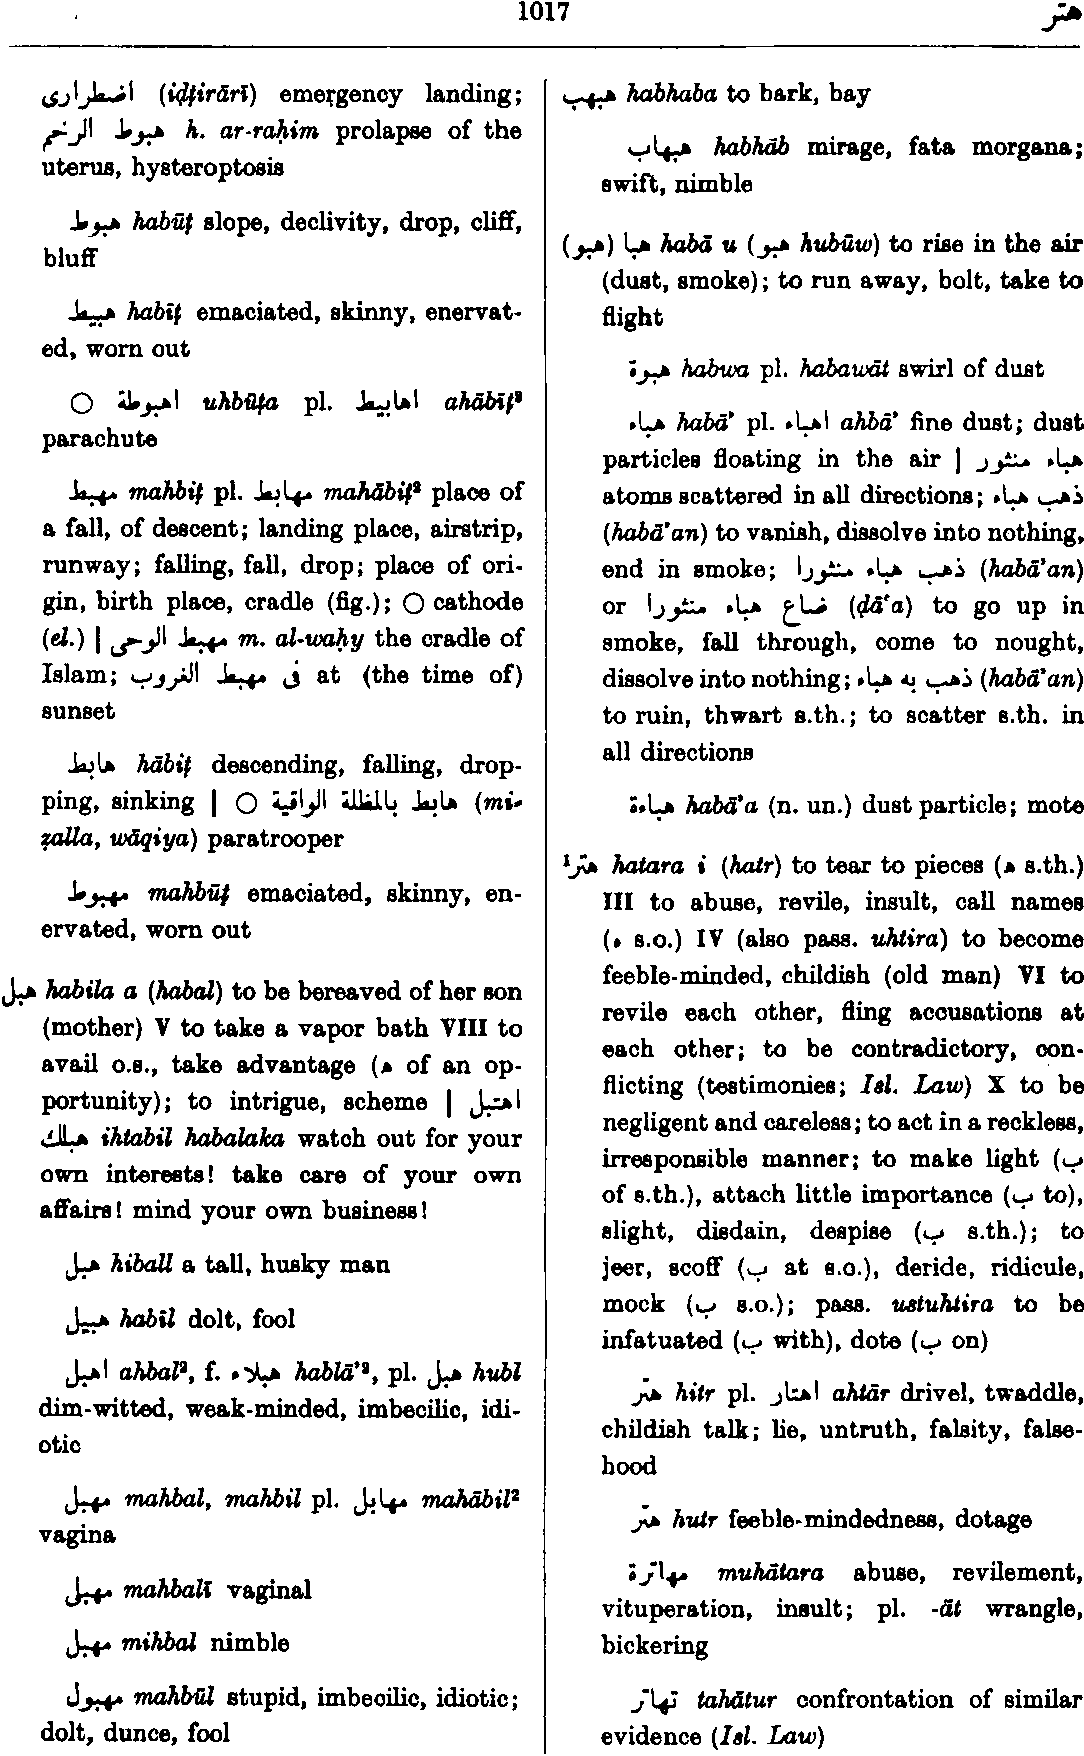 1017
هتر
اضطراري (iḍṭirārī) emergency landing;
هبوط الرحم h. ar-raḥim prolapse of the
uterus, hysteroptosis
هبوط habūṭ slope, declivity, drop, cliff,
bluff
هبيط habīṭ emaciated, skinny, enervat-
ed, worn out
○ اهبوطة uhbūṭa pl. اهابيط ahābīṭ²
parachute
مهبط mahbiṭ pl. مهابط mahābiṭ² place of
a fall, of descent; landing place, airstrip,
runway; falling, fall, drop; place of ori-
gin, birth place, cradle (fig.); ○ cathode
(el.) | مهبط الوحى m. al-waḥy the cradle of
Islam; فى مهبط الغروب at (the time of)
sunset
هابط hābiṭ descending, falling, drop-
ping, sinking | ○ هابط بالمظلة الواقية (mi-
ẓalla, wāqiya) paratrooper
مهبوط mahbūṭ emaciated, skinny, en-
ervated, worn out
هبل habila a (habal) to be bereaved of her son
(mother) V to take a vapor bath VIII to
avail o.s., take advantage (ه of an op-
portunity); to intrigue, scheme | اهتبل
هبلك ihtabil habalaka watch out for your
own interests! take care of your own
affairs! mind your own business!
هبل hiball a tall, husky man
هبيل habīl dolt, fool
اهبل ahbal², f. هبلاء hablā'², pl. هبل hubl
dim-witted, weak-minded, imbecilic, idi-
otic
مهبل mahbal, mahbil pl. مهابل mahābil²
vagina
مهبل mahbalī vaginal
مهبل mihbal nimble
مهبول mahbūl stupid, imbecilic, idiotic;
dolt, dunce, fool
هبهب habhaba to bark, bay
هبهاب habhāb mirage, fata morgana;
swift, nimble
(هبو) هبا habā u (هبو hubūw) to rise in the air
(dust, smoke); to run away, bolt, take to
flight
هبوة habwa pl. habawāt swirl of dust
هباء habā' pl. اهباء ahbā' fine dust; dust
particles floating in the air | هباء منثور
atoms scattered in all directions; ذهب هباء
(habā'an) to vanish, dissolve into nothing,
end in smoke; ذهب هباء منثورا (habā'an)
or ضاع هباء منثورا (ḍā‘a) to go up in
smoke, fall through, come to nought,
dissolve into nothing; ذهب به هباء (habā'an)
to ruin, thwart s.th.; to scatter s.th. in
all directions
هباءة habā'a (n. un.) dust particle; mote
¹هتر hatara i (hatr) to tear to pieces (ه s.th.)
III to abuse, revile, insult, call names
(ه s.o.) IV (also pass. uhtira) to become
feeble-minded, childish (old man) VI to
revile each other, fling accusations at
each other; to be contradictory, con-
flicting (testimonies; Isl. Law) X to be
negligent and careless; to act in a reckless,
irresponsible manner; to make light (ب
of s.th.), attach little importance (ب to),
slight, disdain, despise (ب s.th.); to
jeer, scoff (ب at s.o.), deride, ridicule,
mock (ب s.o.); pass. ustuhtira to be
infatuated (ب with), dote (ب on)
هتر hitr pl. اهتار ahtār drivel, twaddle,
childish talk; lie, untruth, falsity, false-
hood
هتر hutr feeble-mindedness, dotage
مهاترة muhātara abuse, revilement,
vituperation, insult; pl. -āt wrangle,
bickering
تهاتر tahātur confrontation of similar
evidence (Isl. Law)